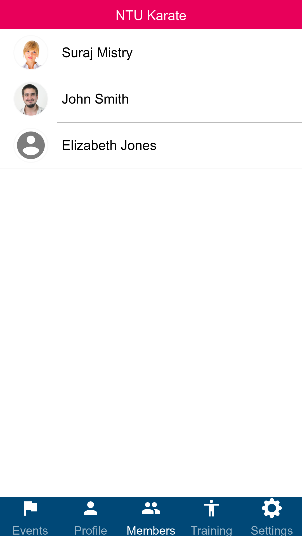 NTU Karate
Suraj Mistry
John Smith
Elizabeth Jones
Events Profile Members Training Settings